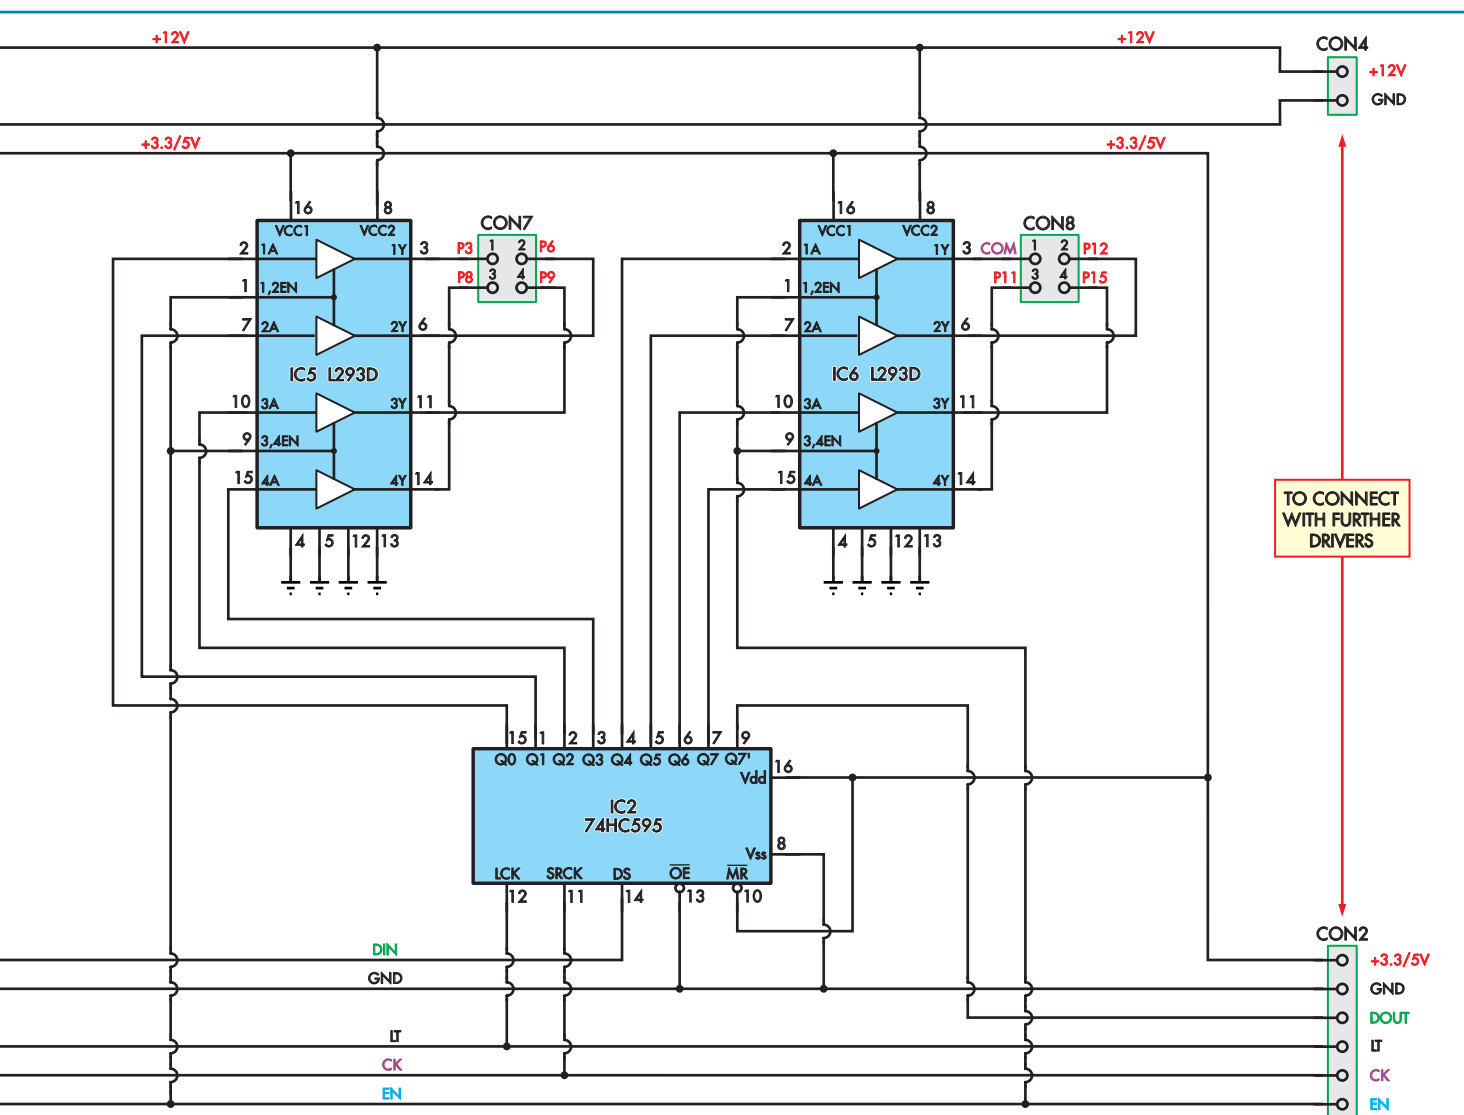 +12V +12V CON4
+12V
GND
+3.3/5V +3.3/5V
16 8 16 8
CON7 CON8
VCC1 VCC2 VCC1 VCC2
2 1A 1Y 3 P3 1 2 P6 2 1A 1Y 3 COM 1 2 P12
P8 3 4 P9 P11 3 4 P15
1 1,2EN 1 1,2EN
7 2A 2Y 6 7 2A 2Y 6
IC5 L293D IC6 L293D
10 3A 3Y 11 10 3A 3Y 11
9 3,4EN 9 3,4EN
15 4A 4Y 14 15 4A 4Y 14
4 5 12 13 4 5 12 13
TO CONNECT
WITH FURTHER
DRIVERS
15 1 2 3 4 5 6 7 9
Q0 Q1 Q2 Q3 Q4 Q5 Q6 Q7 Q7'
Vdd 16
IC2
74HC595
Vss 8
LCK SRCK DS OE MR
12 11 14 13 10
CON2
DIN +3.3/5V
GND GND
DOUT
LT LT
CK CK
EN EN